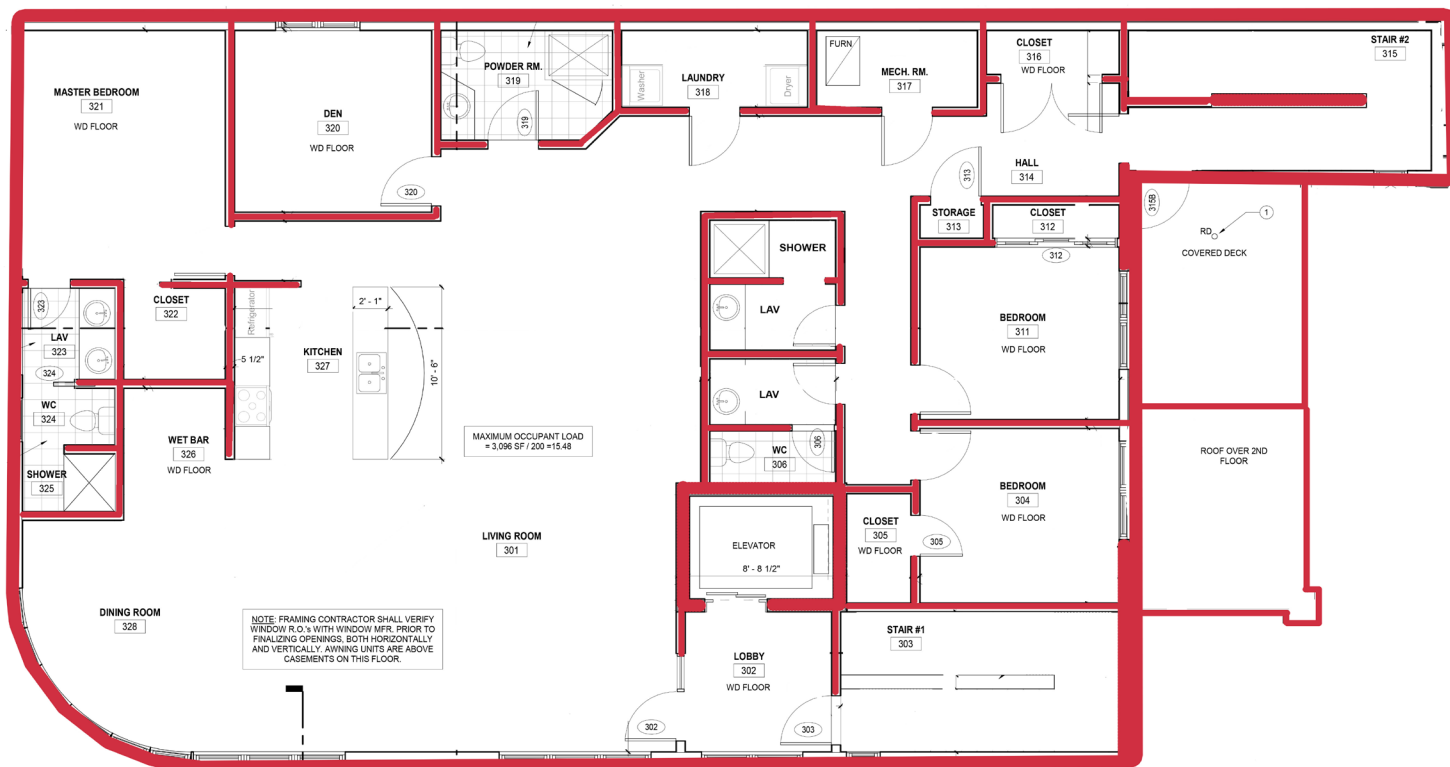 MASTER BEDROOM
321
WD FLOOR
DEN
320
WD FLOOR
320
POWDER RM.
319
319
LAUNDRY
318
Washer
Dryer
FURN
MECH. RM.
317
CLOSET
316
WD FLOOR
STAIR #2
315
HALL
314
313
STORAGE
313
CLOSET
312
312
315B
1
RD
COVERED DECK
SHOWER
LAV
LAV
WC
306
306
BEDROOM
311
WD FLOOR
BEDROOM
304
WD FLOOR
ROOF OVER 2ND
FLOOR
323
LAV
323
324
WC
324
SHOWER
325
CLOSET
322
Refrigerator
5 1/2"
KITCHEN
327
2' - 1"
10' - 6"
WET BAR
326
WD FLOOR
MAXIMUM OCCUPANT LOAD
= 3,096 SF / 200 =15.48
LIVING ROOM
301
ELEVATOR
8' - 8 1/2"
CLOSET
305
WD FLOOR
305
DINING ROOM
328
NOTE: FRAMING CONTRACTOR SHALL VERIFY
WINDOW R.O.'s WITH WINDOW MFR. PRIOR TO
FINALIZING OPENINGS, BOTH HORIZONTALLY
AND VERTICALLY. AWNING UNITS ARE ABOVE
CASEMENTS ON THIS FLOOR.
LOBBY
302
WD FLOOR
302
303
STAIR #1
303